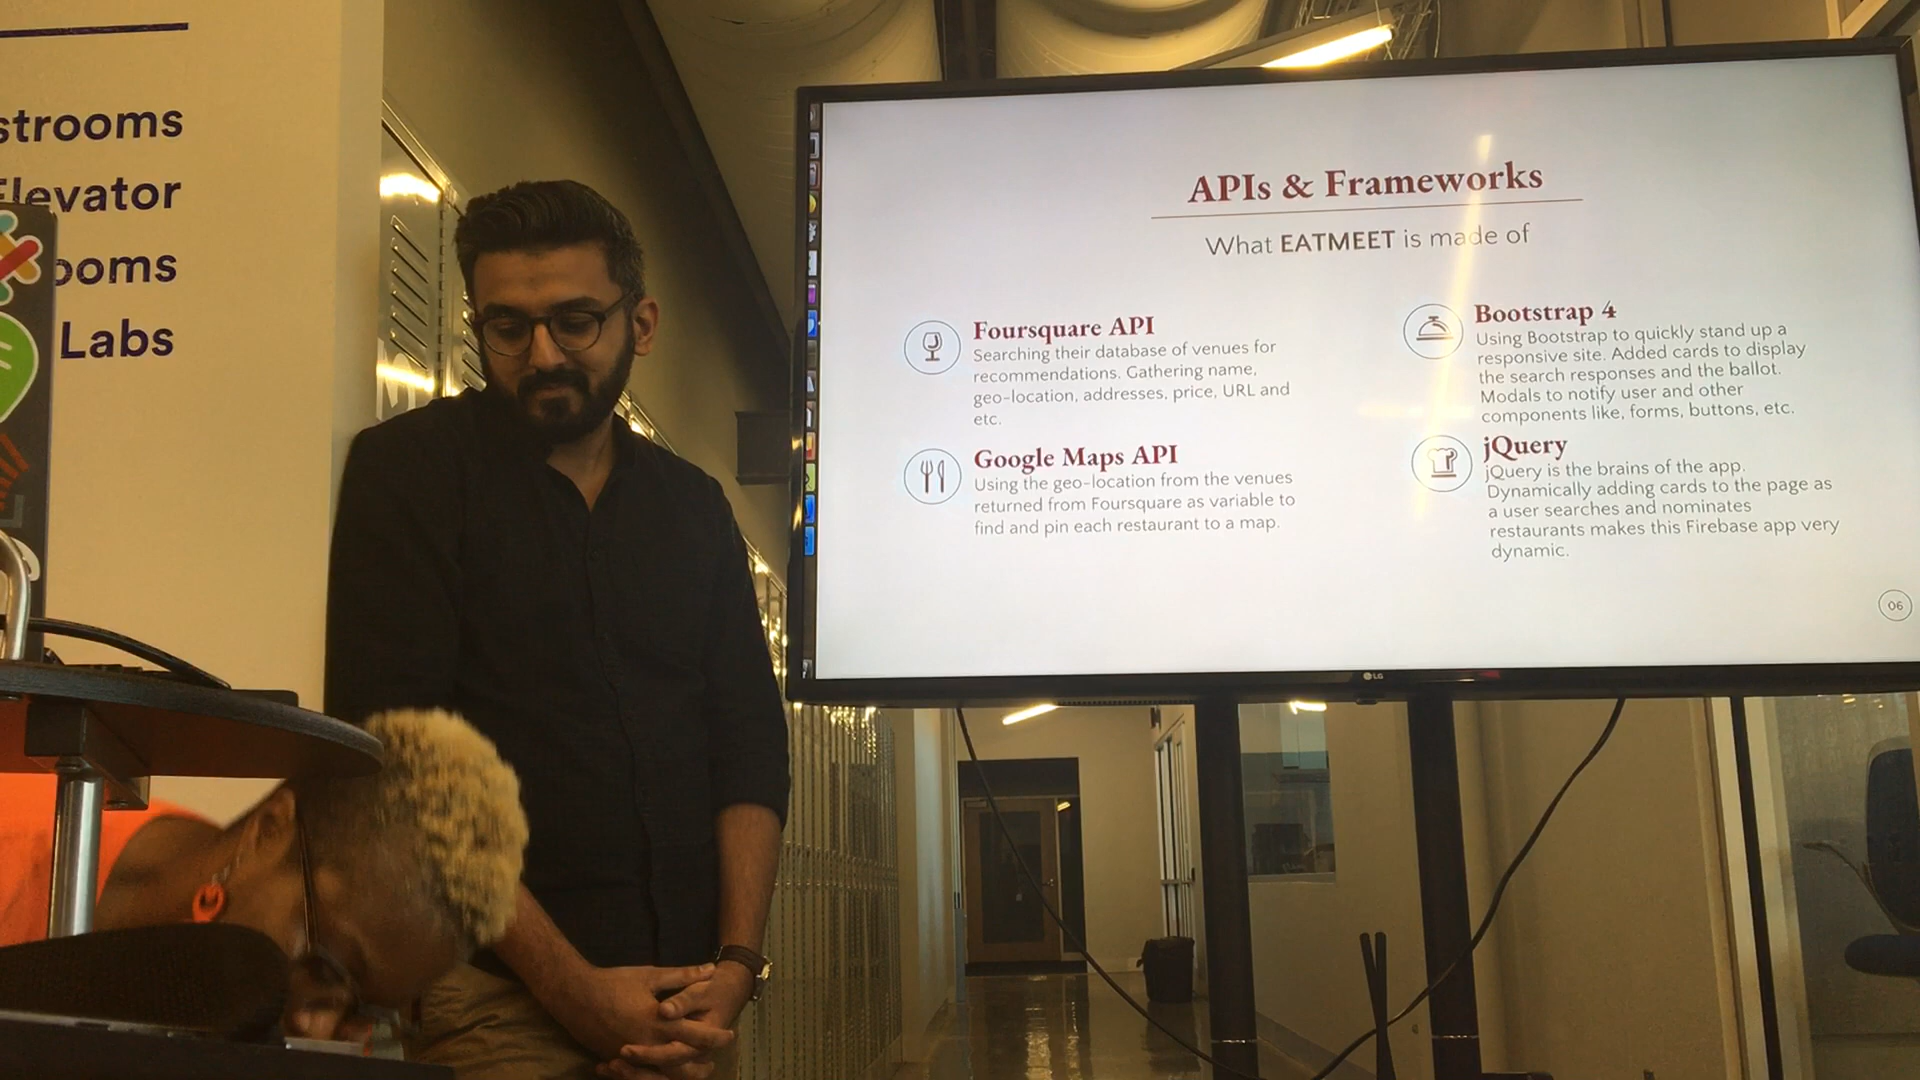 strooms
Elevator
ooms
Labs
APIs & Frameworks
What EATMEET is made of
Foursquare API
Searching their database of venues for
recommendations. Gathering name,
geo-location, addresses, price, URL and
etc.
Google Maps API
Using the geo-location from the venues
returned from Foursquare as variable to
find and pin each restaurant to a map.
Bootstrap 4
Using Bootstrap to quickly stand up a
responsive site. Added cards to display
the search responses and the ballot.
Modals to notify user and other
components like, forms, buttons, etc.
jQuery
jQuery is the brains of the app.
Dynamically adding cards to the page as
a user searches and nominates
restaurants makes this Firebase app very
dynamic.
06
LG